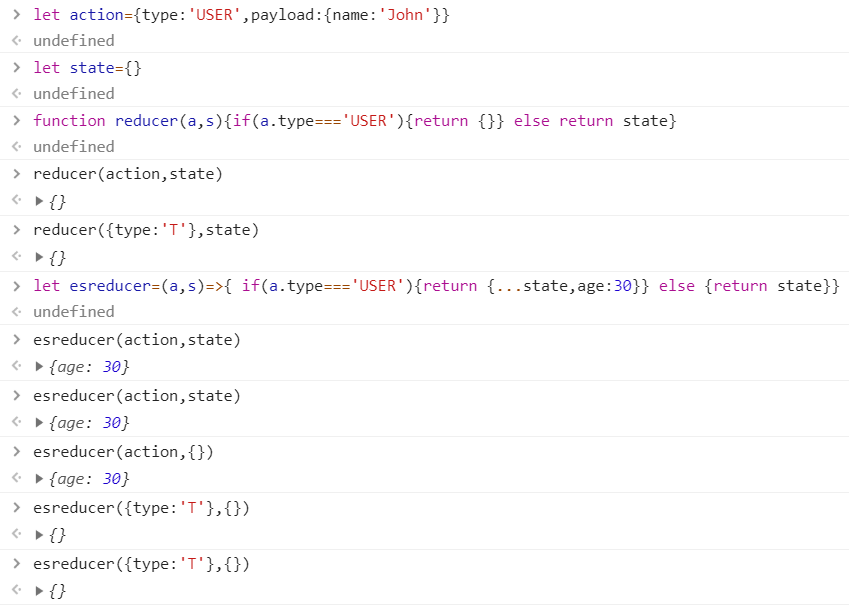 > let action={type:'USER',payload:{name:'John'}}
undefined
> let state={}
undefined
> function reducer(a,s){if(a.type==='USER'){return {}} else return state}
undefined
> reducer(action,state)
▶{}
> reducer({type:'T'},state)
▶{}
> let esreducer=(a,s)=>{ if(a.type==='USER'){return {...state,age:30}} else {return state}}
undefined
> esreducer(action,state)
▶{age: 30}
> esreducer(action,state)
▶{age: 30}
> esreducer(action,{})
▶{age: 30}
> esreducer({type:'T'},{})
▶{}
> esreducer({type:'T'},{})
▶{}